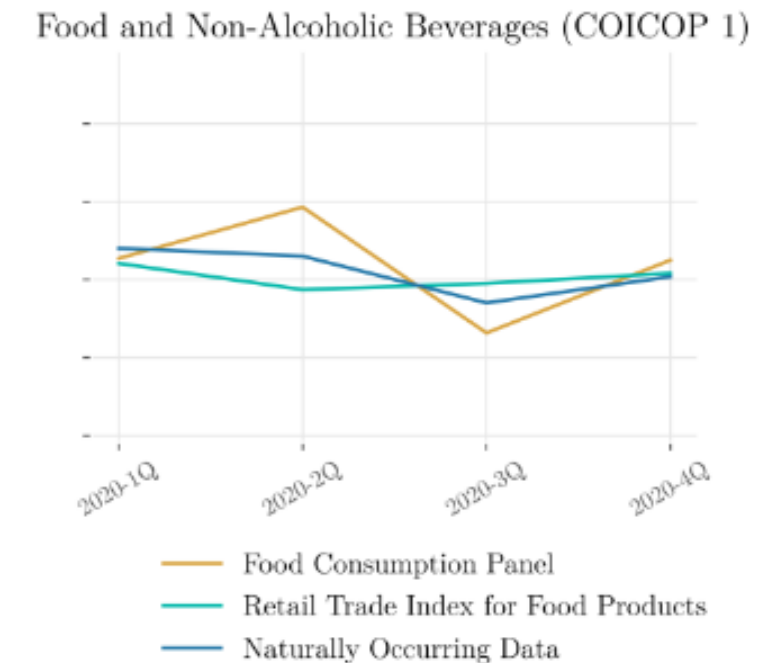 Food and Non-Alcoholic Beverages (COICOP 1)
2020-1Q
2020-2Q
2020-3Q
2020-4Q
Food Consumption Panel
Retail Trade Index for Food Products
Naturally Occurring Data